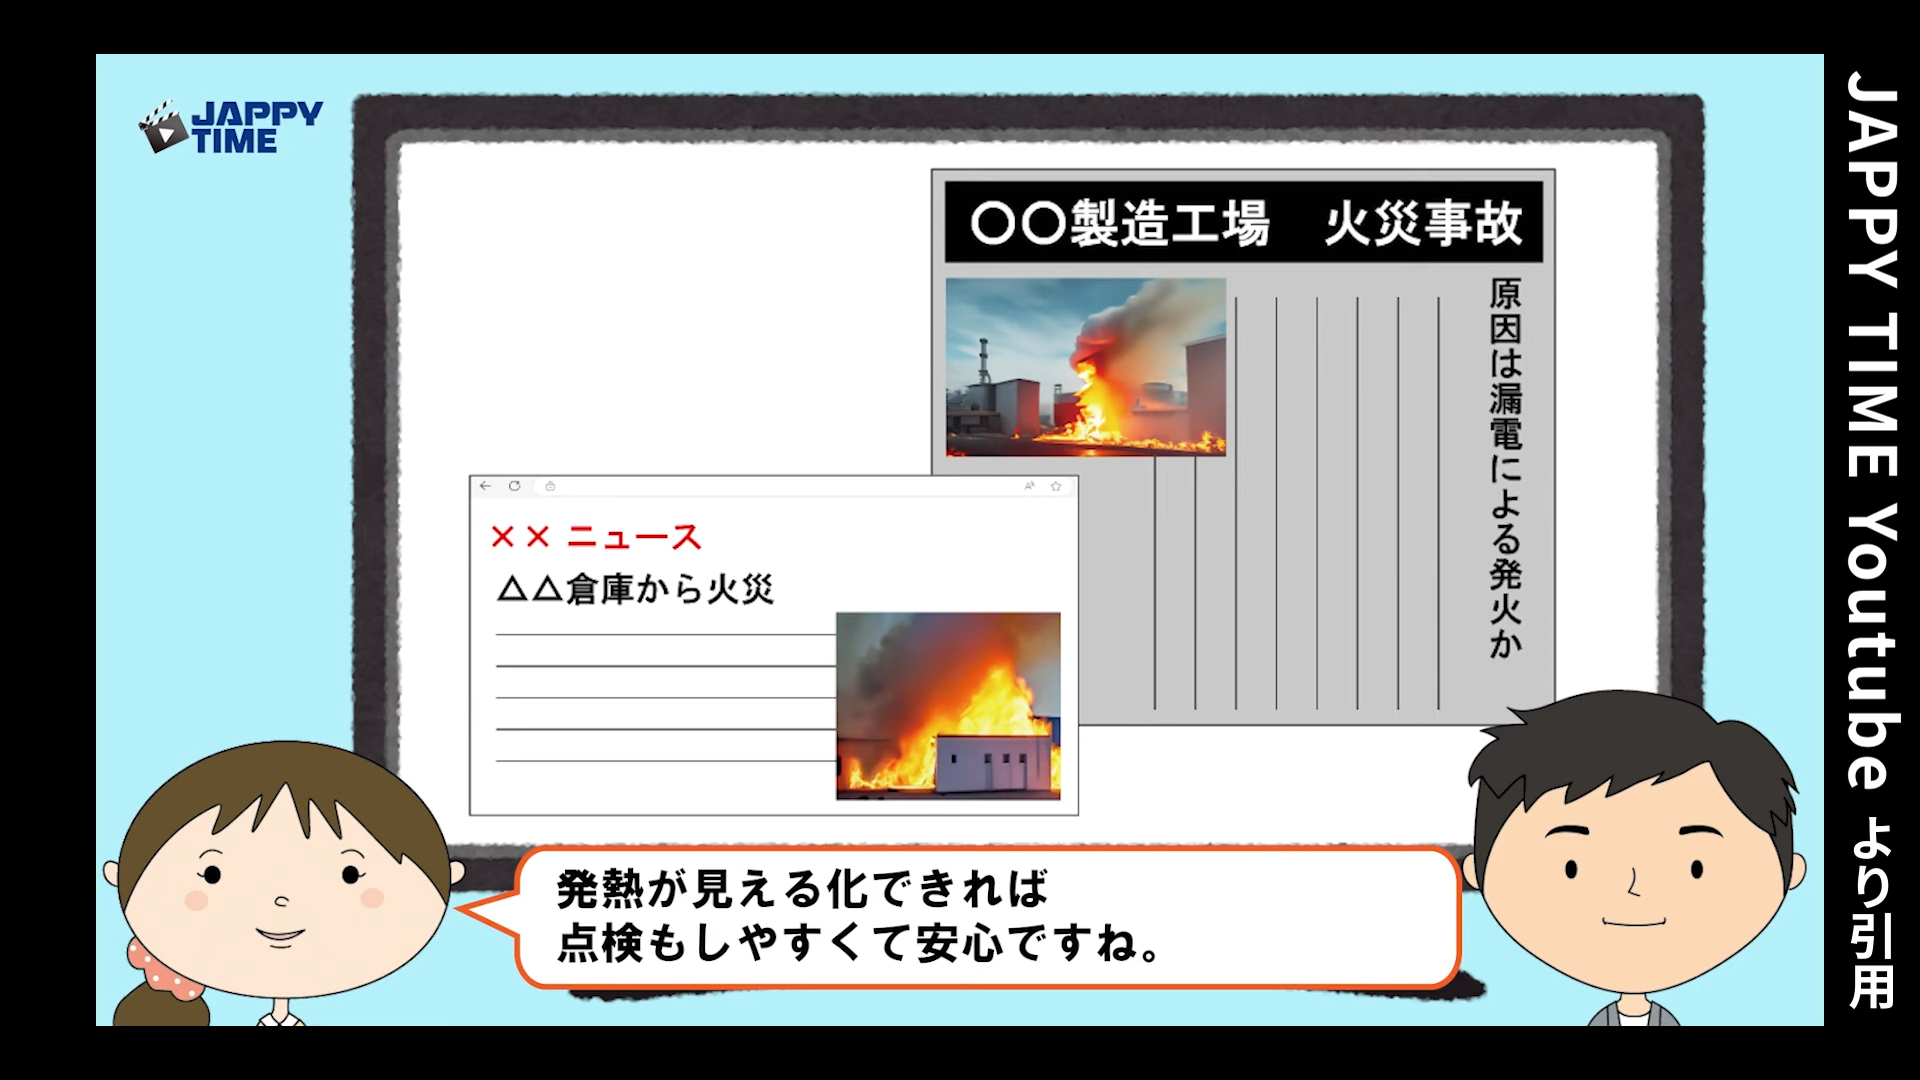 JAPPY
TIME
〇〇製造工場　火災事故
原因は漏電による発火か
×× ニュース
△△倉庫から火災
発熱が見える化できれば
点検もしやすくて安心ですね。
JAPPY TIME Youtube より引用